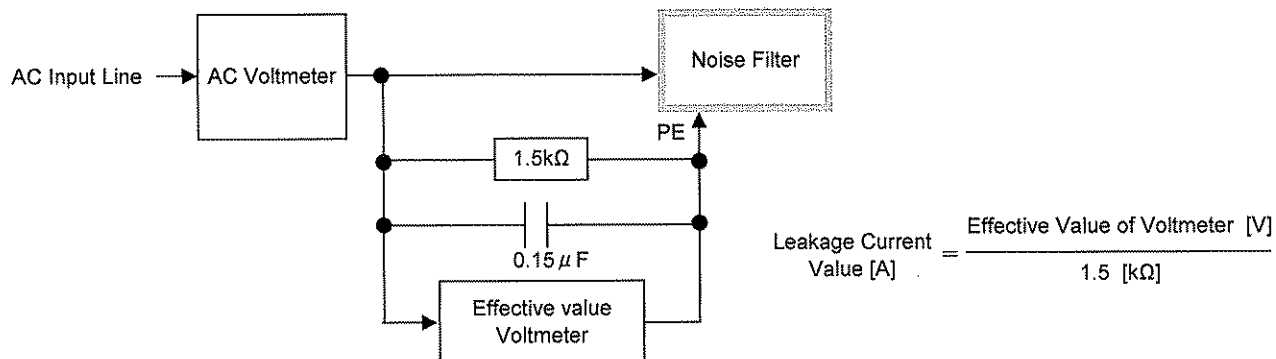 AC Input Line
AC Voltmeter
Noise Filter
PE
1.5kΩ
0.15μF
Effective value
Voltmeter
Leakage Current
Value [A]
=
Effective Value of Voltmeter [V]
1.5 [kΩ]